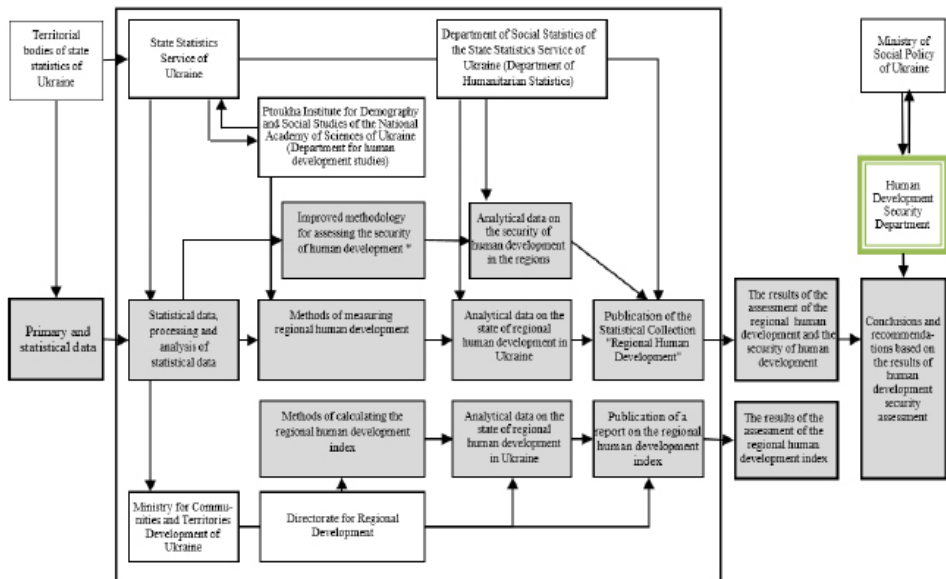 Territorial
bodies of state
statistics of
Ukraine
State Statistics
Service of
Ukraine
Department of Social Statistics of
the State Statistics Service of
Ukraine (Department of
Humanitarian Statistics)
Ministry of
Social Policy
of Ukraine
Ptoukha Institute for Demography
and Social Studies of the National
Academy of Sciences of Ukraine
(Department for human
development studies)
Human
Development
Security
Department
Improved methodology
for assessing the security
of human development *
Analytical data on
the security of
human development
in the regions
Primary and
statistical data
Statistical data,
processing and
analysis of
statistical data
Methods of measuring
regional human development
Analytical data on the
state of regional
human development in
Ukraine
Publication of the
Statistical Collection
"Regional Human
Development"
The results of the
assessment of the
regional human
development and the
security of human
development
Conclusions and
recommenda-
tions based on
the results of
human
development
security
assessment
Methods of calculating the
regional human development
index
Analytical data on the
state of regional
human development
in Ukraine
Publication of a
report on the regional
human development
index
The results of the
assessment of the
regional human
development index
Ministry for Commu-
nities and Territories
Development of
Ukraine
Directorate for Regional
Development